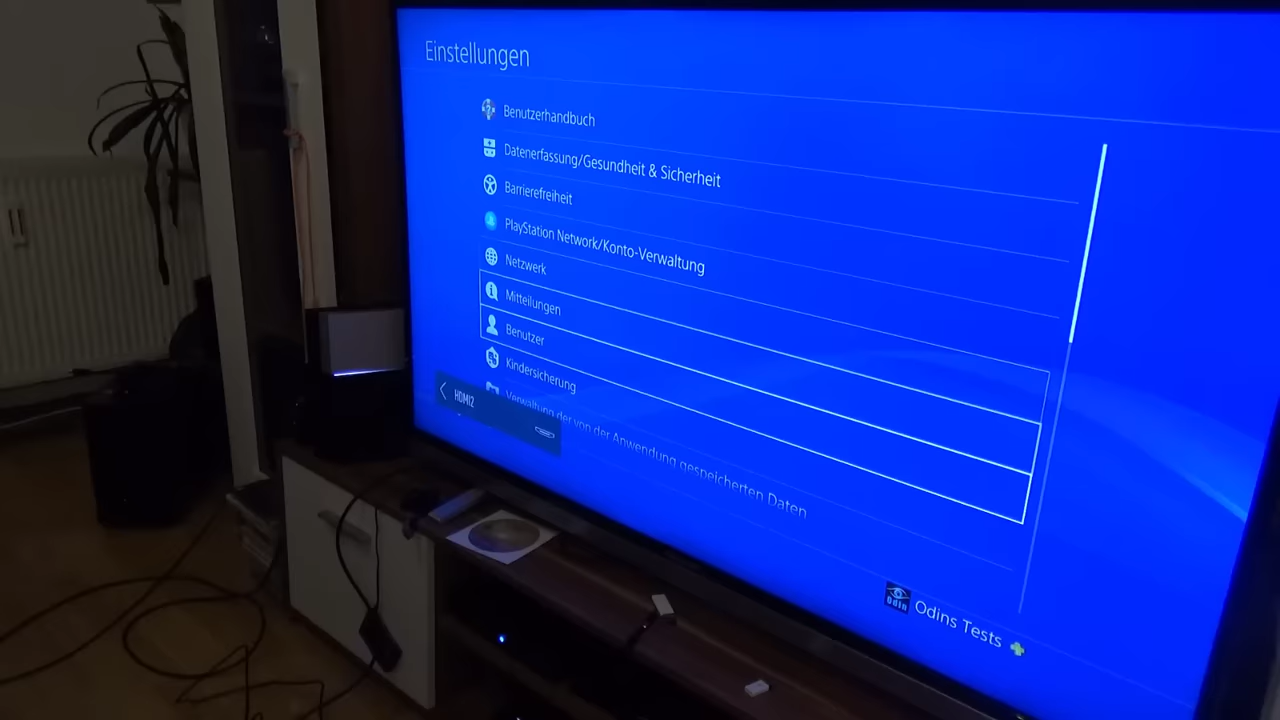 Einstellungen
Benutzerhandbuch
Datenerfassung/Gesundheit & Sicherheit
Barrierefreiheit
PlayStation Network/Konto-Verwaltung
Netzwerk
Mitteilungen
Benutzer
Kindersicherung
Verwaltung der von der Anwendung gespeicherten Daten
HDMI2
Odin
Odins Tests